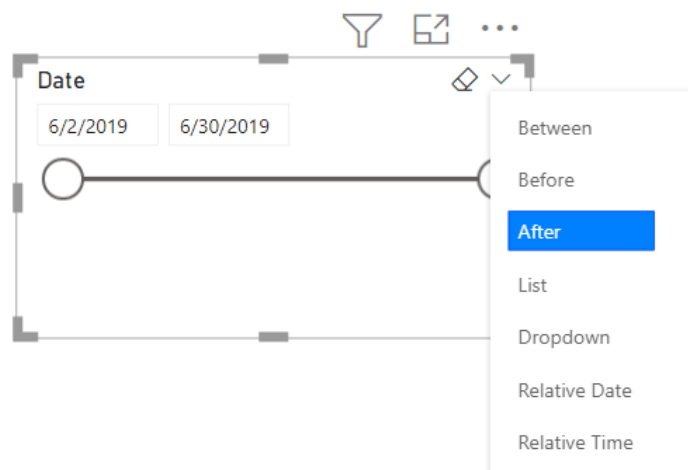 Date
6/2/2019 6/30/2019
Between
Before
After
List
Dropdown
Relative Date
Relative Time